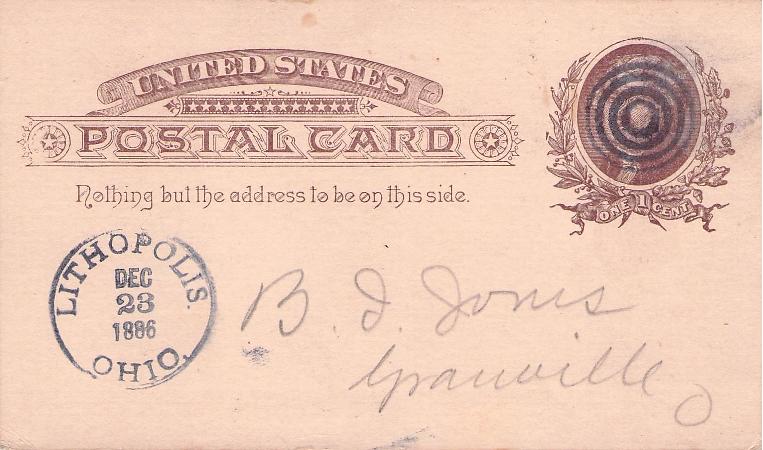 UNITED STATES
POSTAL CARD
Nothing but the address to be on this side.
ONE 1 CENT
LITHOPOLIS.
DEC
23
1886
OHIO.
B. I. Jones
Granville
O